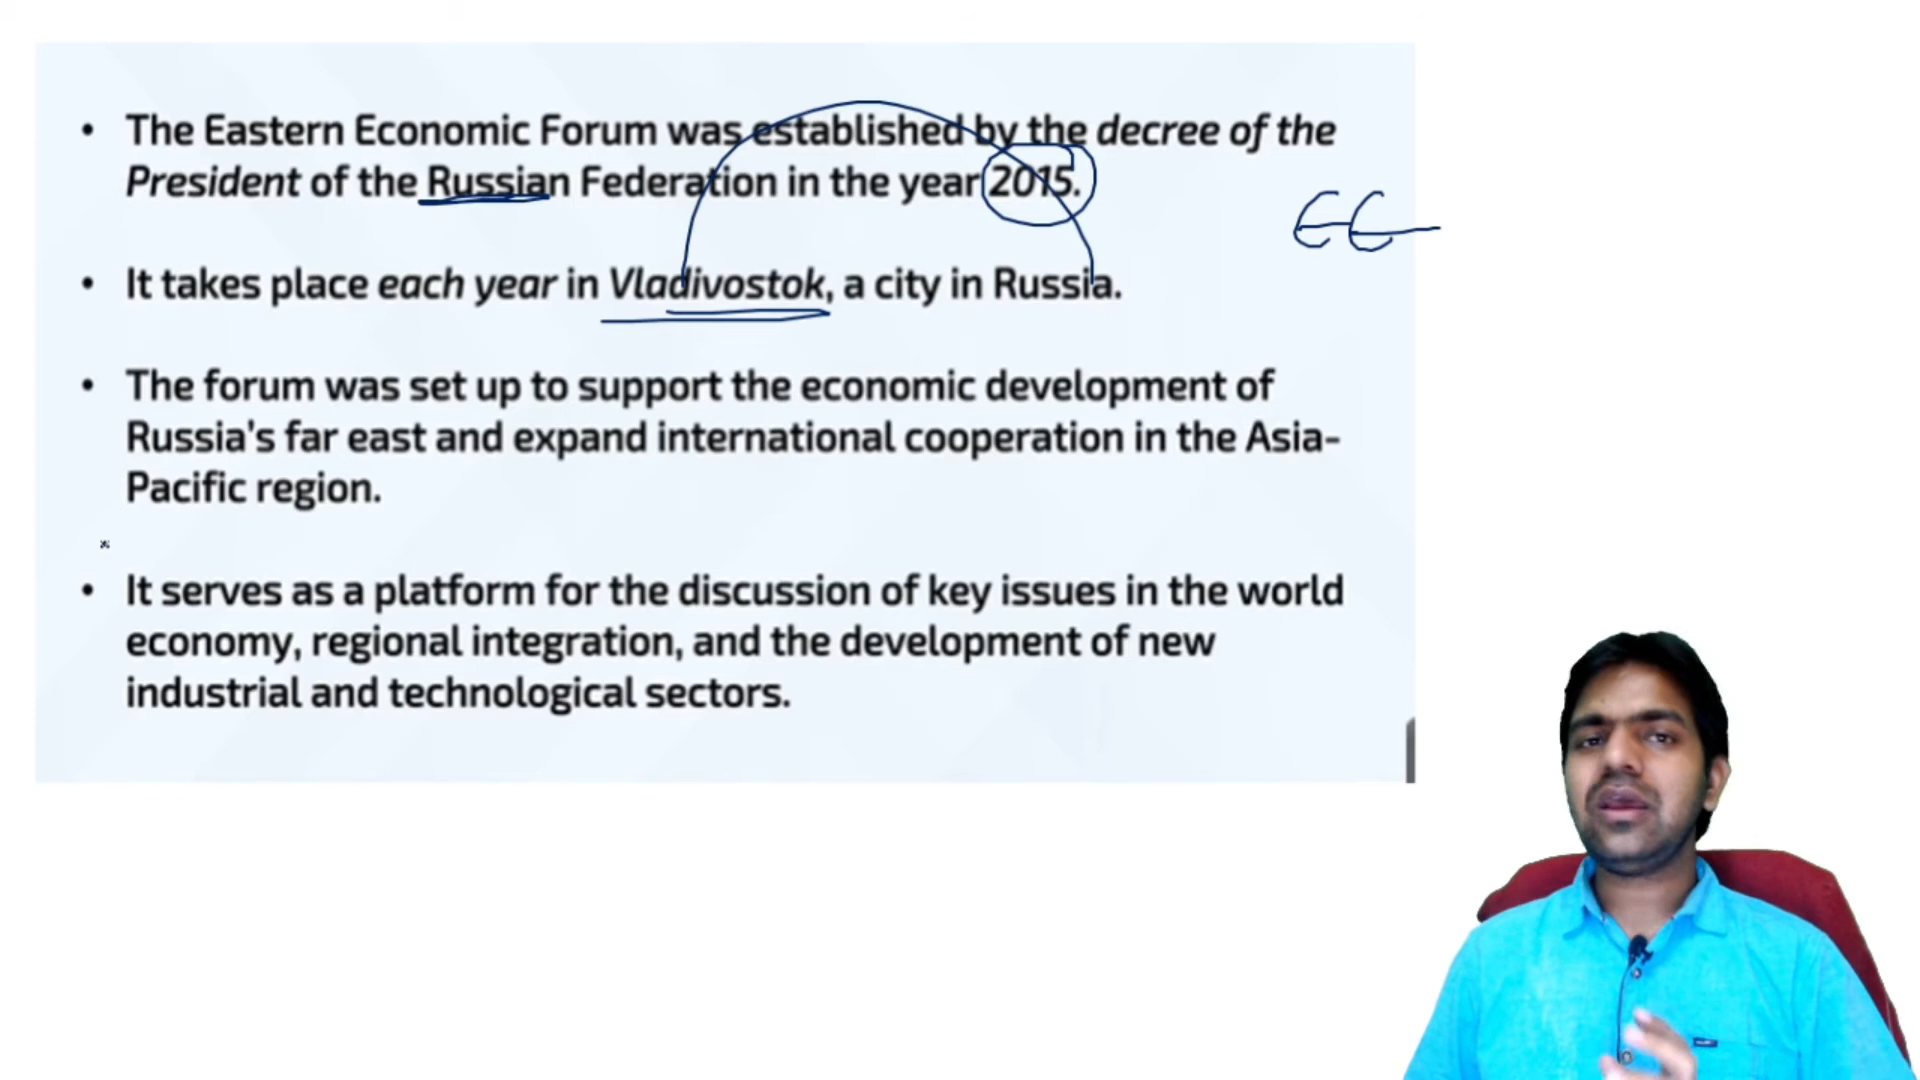 • The Eastern Economic Forum was established by the decree of the
President of the Russian Federation in the year 2015.
• It takes place each year in Vladivostok, a city in Russia.
EE
• The forum was set up to support the economic development of
Russia's far east and expand international cooperation in the Asia-
Pacific region.
• It serves as a platform for the discussion of key issues in the world
economy, regional integration, and the development of new
industrial and technological sectors.